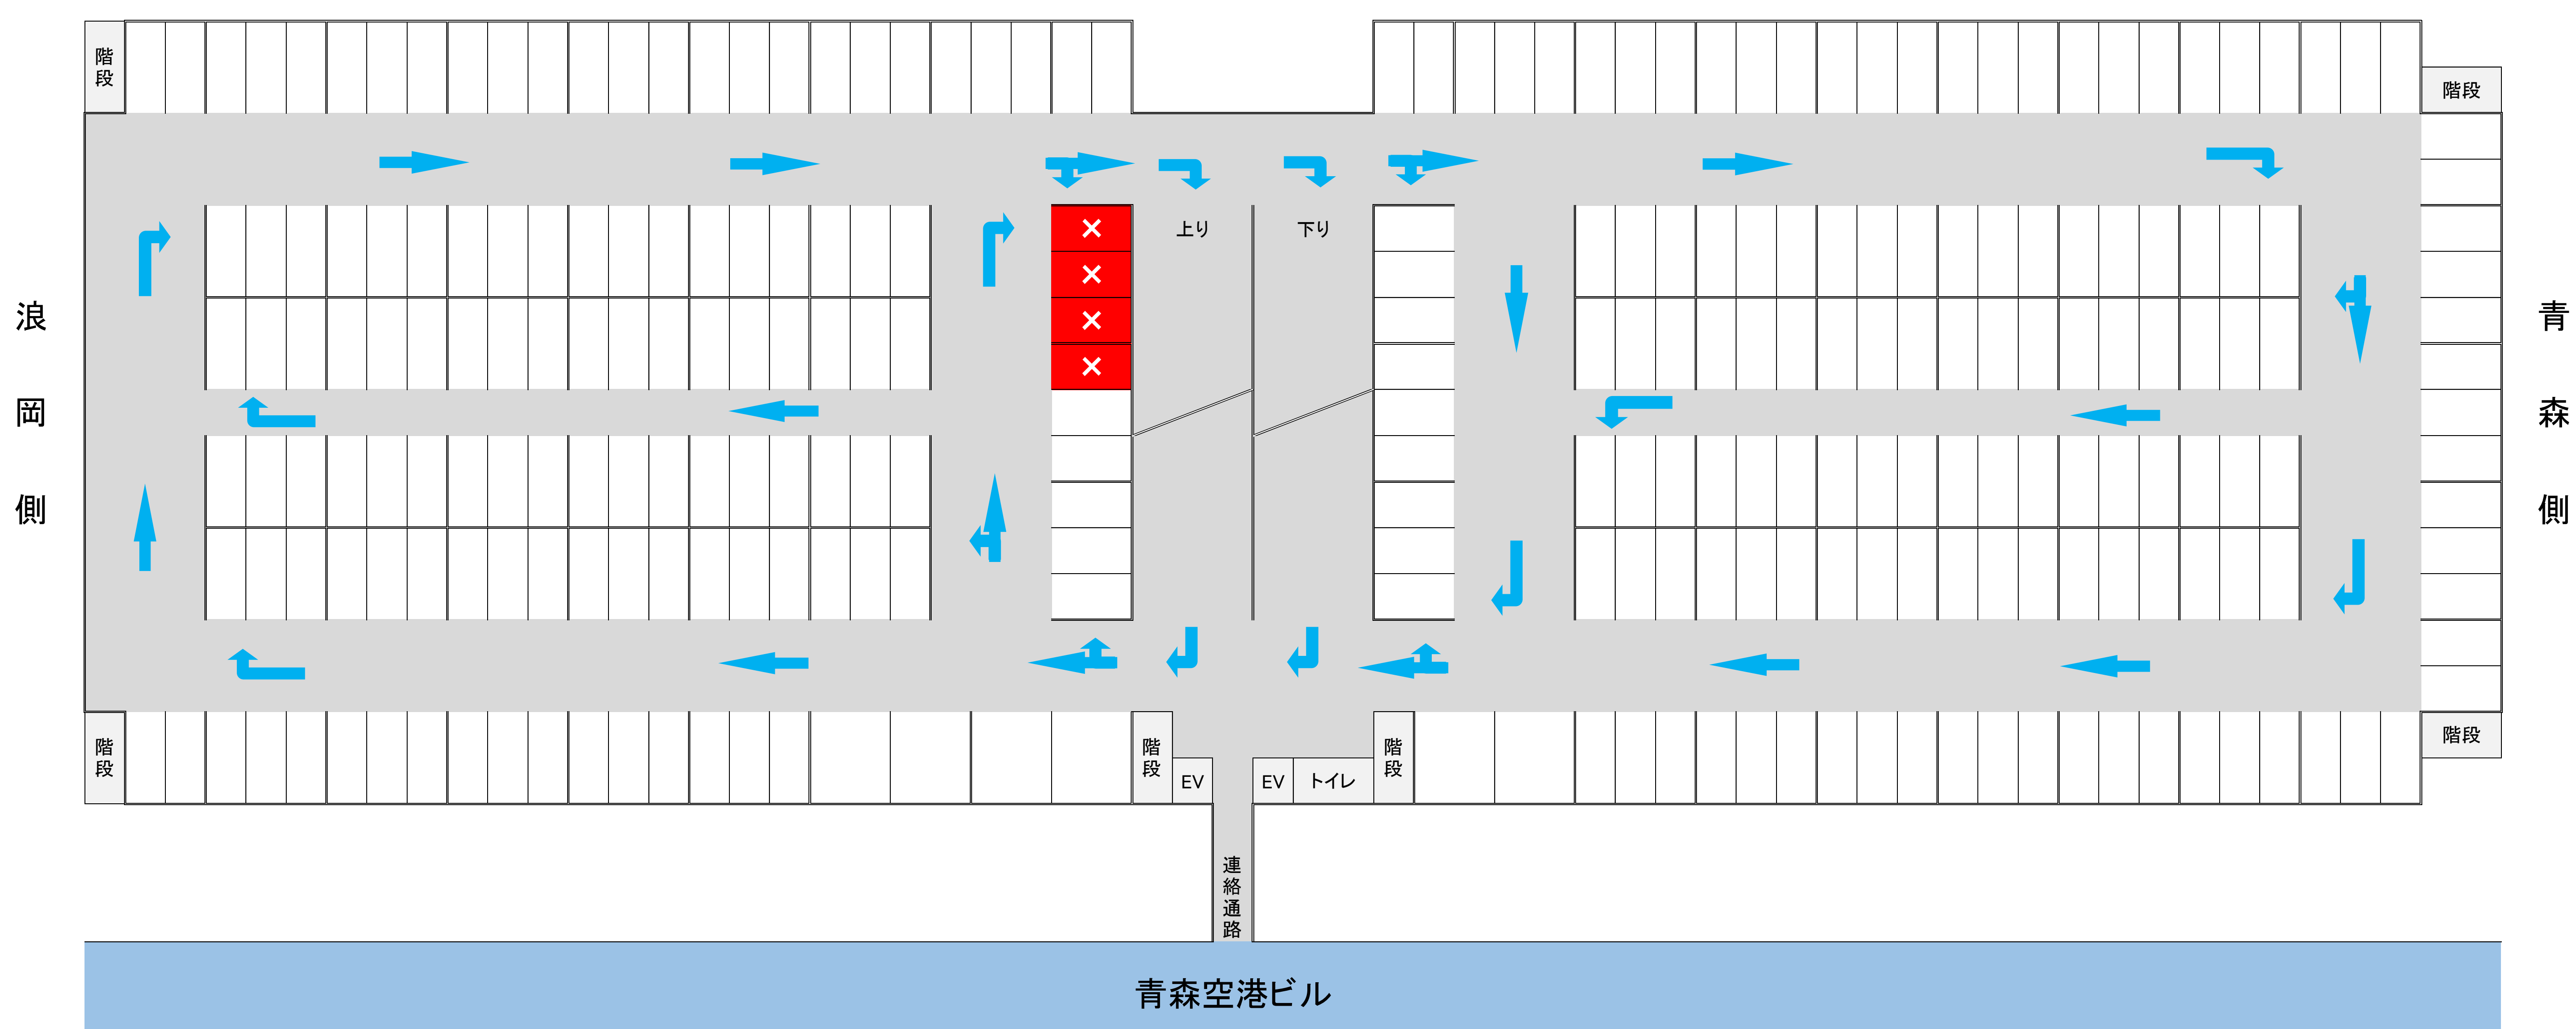 階段
階段
上り
下り
×
×
×
×
浪岡側
青森側
階段
階段
EV
EV
トイレ
階段
階段
連絡通路
青森空港ビル